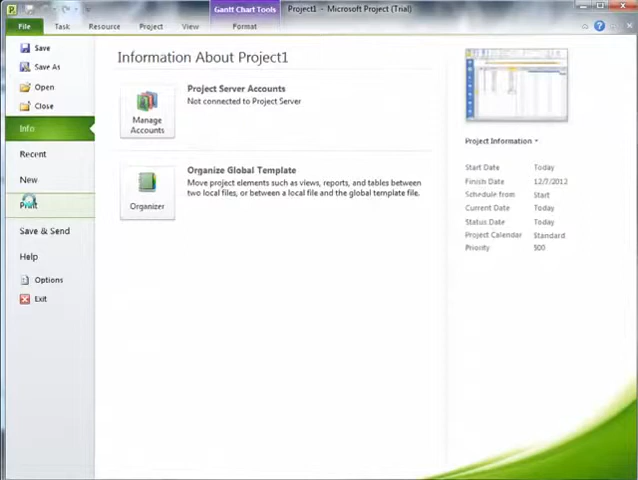 Gantt Chart Tools
Project1 - Microsoft Project (Trial)
File
Task
Resource
Project
View
Format
Save
Save As
Open
Close
Info
Recent
New
Print
Save & Send
Help
Options
Exit
Information About Project1
Manage
Accounts
Project Server Accounts
Not connected to Project Server
Organizer
Organize Global Template
Move project elements such as views, reports, and tables between
two local files, or between a local file and the global template file.
Project Information
Start Date Today
Finish Date 12/7/2012
Schedule from Start
Current Date Today
Status Date Today
Project Calendar Standard
Priority 500